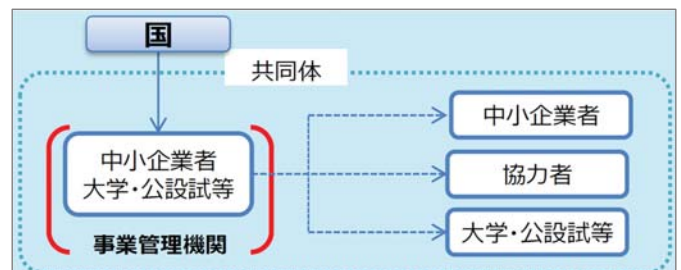 国
共同体
中小企業者
大学・公設試等
事業管理機関
中小企業者
協力者
大学・公設試等